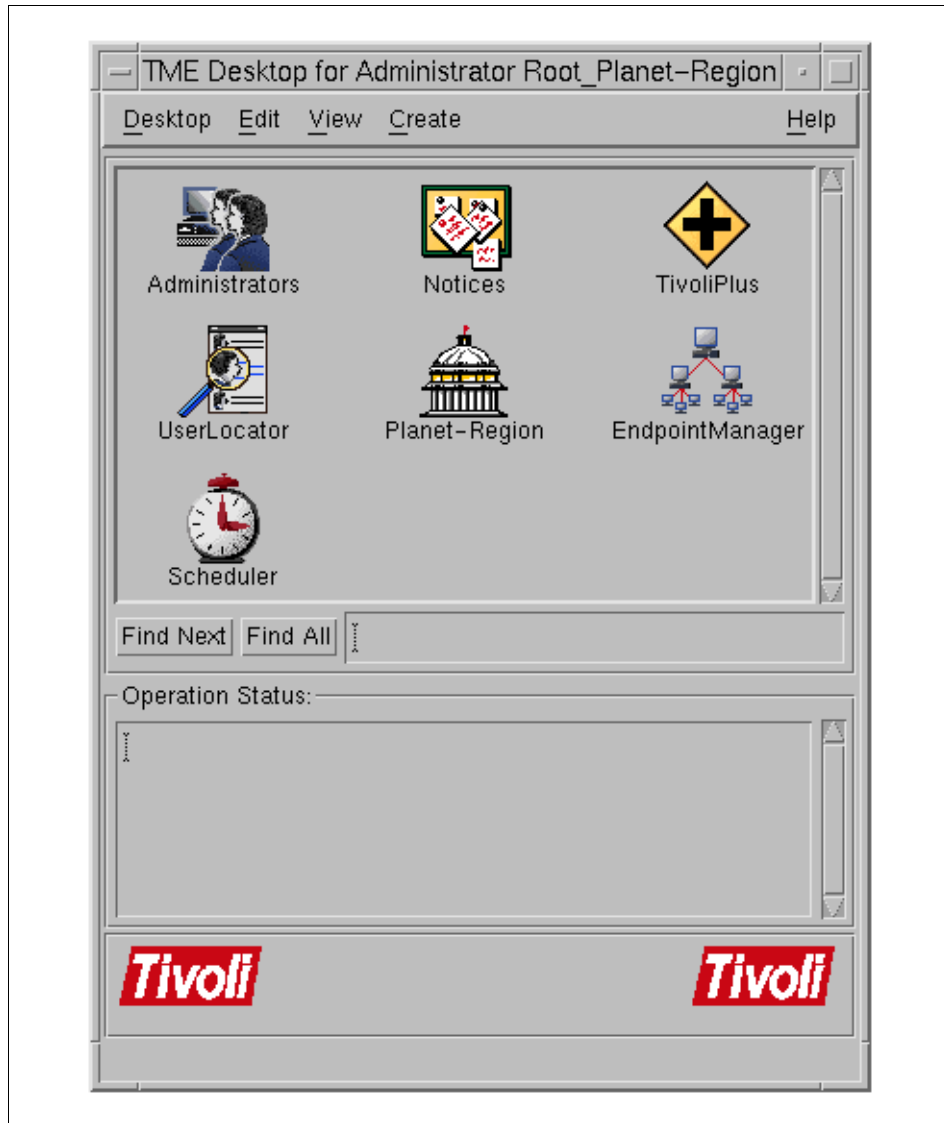 TME Desktop for Administrator Root_Planet-Region
Desktop Edit View Create Help
Administrators Notices TivoliPlus
UserLocator Planet-Region EndpointManager
Scheduler
Find Next Find All
Operation Status:
Tivoli Tivoli